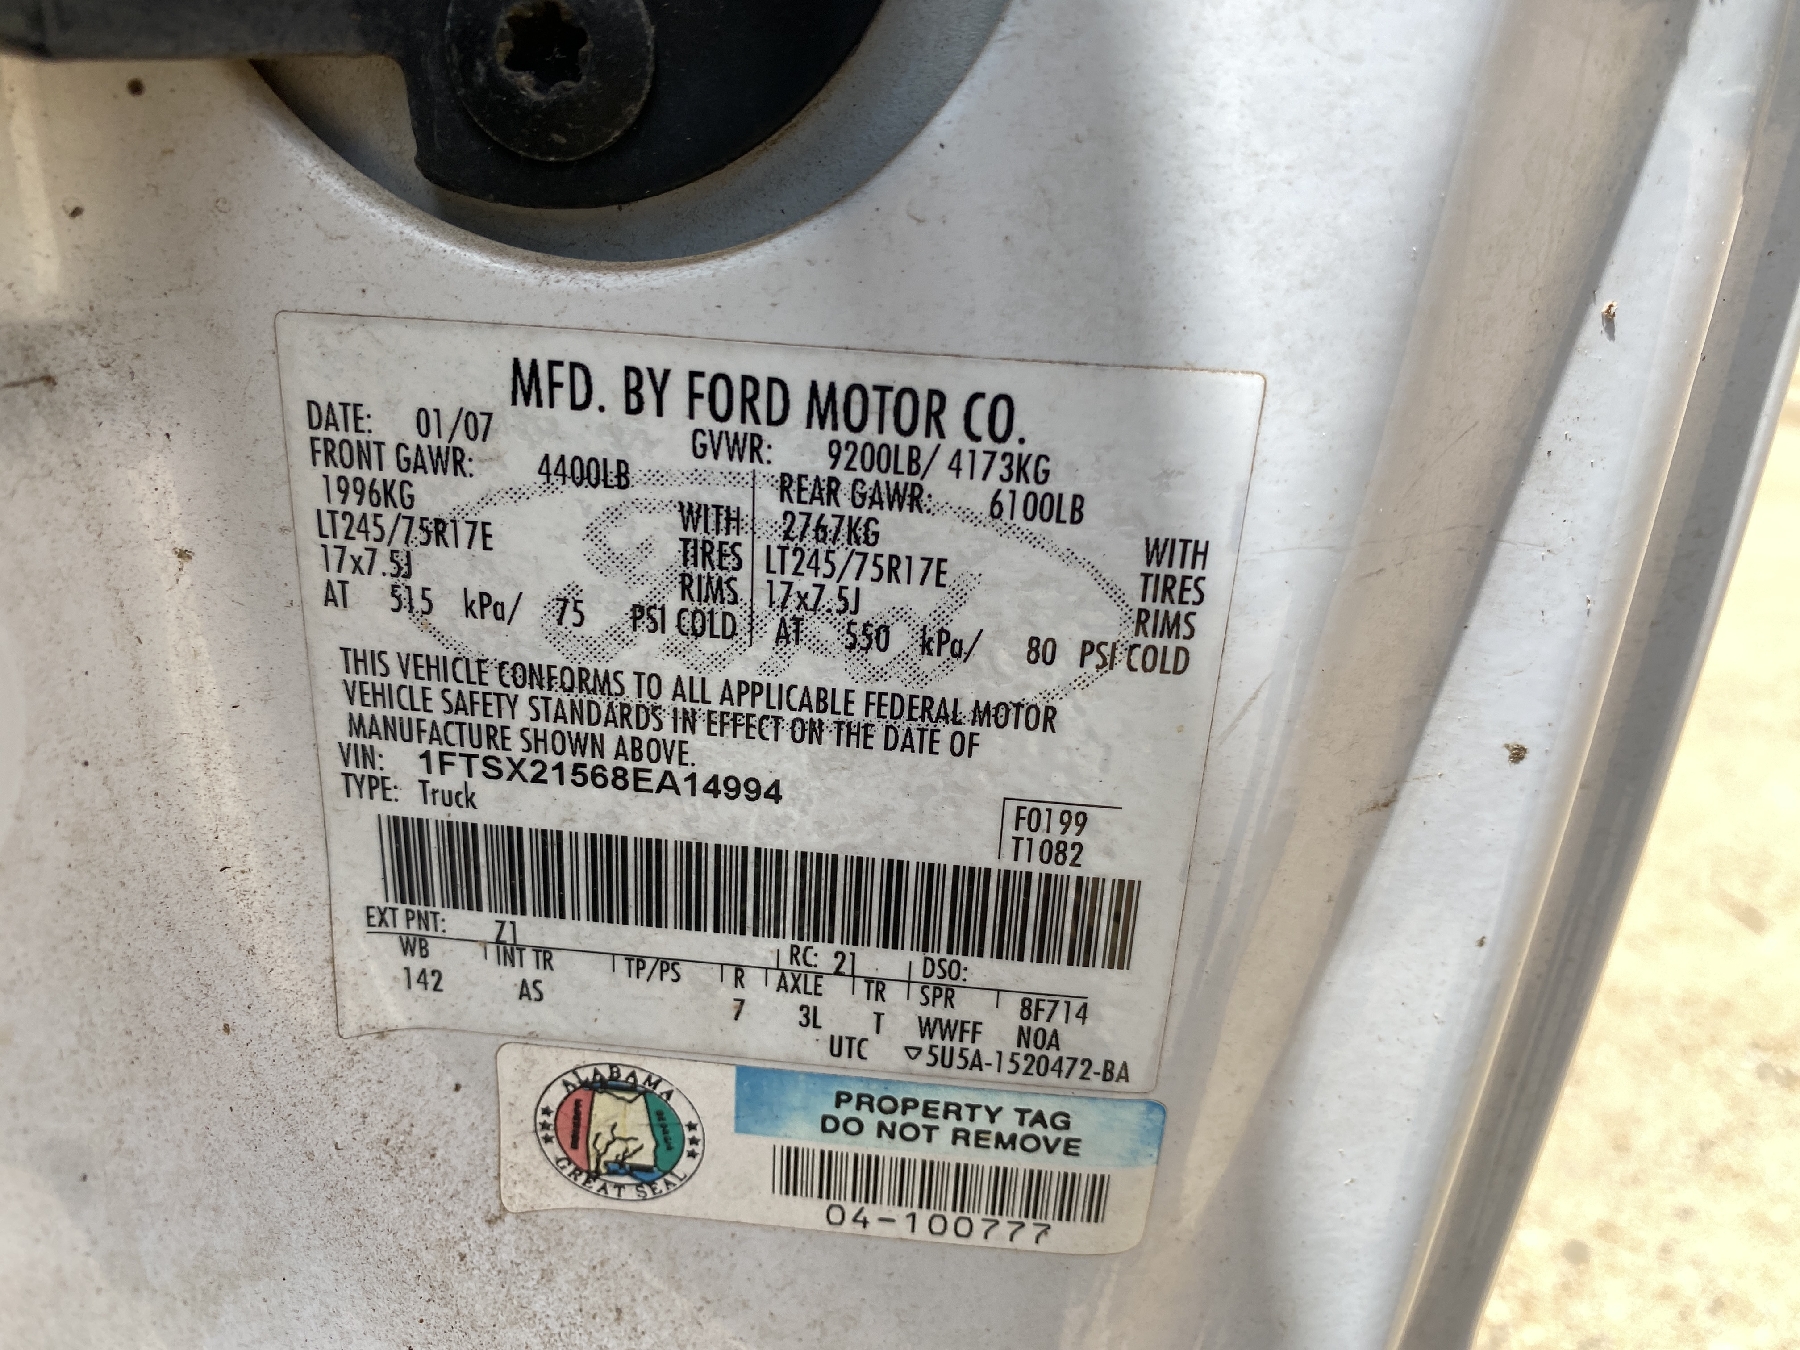 MFD. BY FORD MOTOR CO.
DATE: 01/07 GVWR: 9200LB/ 4173KG
FRONT GAWR: 4400LB REAR GAWR: 6100LB
1996KG WITH 2767KG WITH
LT245/75R17E TIRES LT245/75R17E TIRES
17x7.5J RIMS 17x7.5J RIMS
AT 515 kPa/ 75 PSI COLD AT 550 kPa/ 80 PSI COLD
THIS VEHICLE CONFORMS TO ALL APPLICABLE FEDERAL MOTOR
VEHICLE SAFETY STANDARDS IN EFFECT ON THE DATE OF
MANUFACTURE SHOWN ABOVE.
VIN: 1FTSX21568EA14994
TYPE: Truck
F0199
T1082
EXT PNT: Z1 RC: 21 DSO:
WB INT TR TP/PS R AXLE TR SPR 8F714
142 AS 7 3L T WWFF N0A
UTC ▽5U5A-1520472-BA
ALABAMA
GREAT SEAL
PROPERTY TAG
DO NOT REMOVE
04-100777